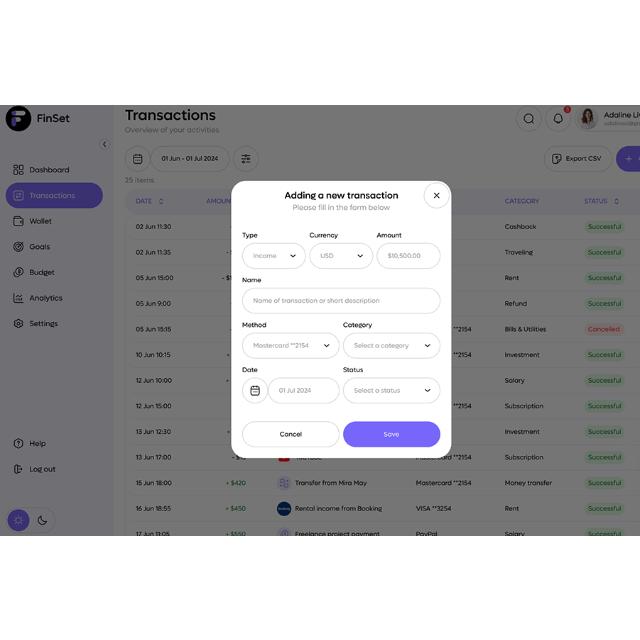 FinSet
Transactions
Overview of your activities
Adaline
Dashboard
Transactions
Wallet
Goals
Budget
Analytics
Settings
Help
Log out
01 Jun - 01 Jul 2024
Export CSV
25 items
DATE
CATEGORY STATUS
02 Jun 11:30 Cashback Successful
02 Jun 11:35 Traveling Successful
05 Jun 15:00 Rent Successful
05 Jun 9:00 Refund Successful
05 Jun 15:15 **2154 Bills & Utilities Cancelled
10 Jun 10:15 **2154 Investment Successful
12 Jun 10:00 Salary Successful
12 Jun 15:00 **2154 Subscription Successful
13 Jun 12:30 Investment Successful
13 Jun 17:00 Subscription Successful
15 Jun 18:00 + $420 Transfer from Mira May Mastercard **2154 Money transfer Successful
16 Jun 18:55 + $450 Rental income from Booking VISA **3254 Rent Successful
17 Jun 13:05 + $550 Freelance project payment PayPal Salary Successful
Adding a new transaction
Please fill in the form below
Type Currency Amount
Income USD $10,500.00
Name
Name of transaction or short description
Method Category
Mastercard **2154 Select a category
Date Status
01 Jul 2024 Select a status
Cancel Save